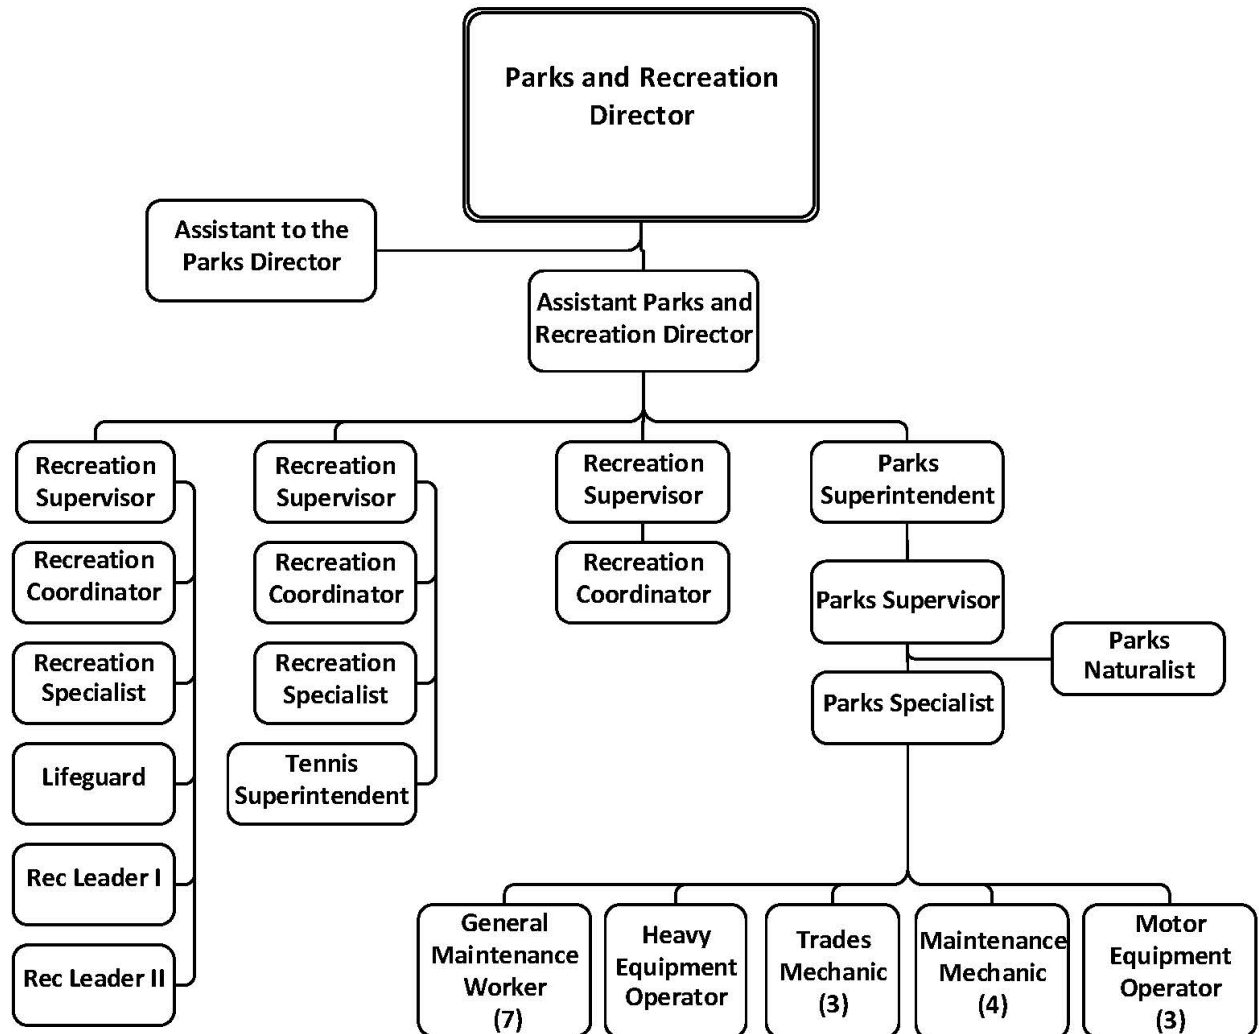 Parks and Recreation
Director
Assistant to the
Parks Director
Assistant Parks and
Recreation Director
Recreation
Supervisor
Recreation
Coordinator
Recreation
Specialist
Lifeguard
Rec Leader I
Rec Leader II
Recreation
Supervisor
Recreation
Coordinator
Recreation
Specialist
Tennis
Superintendent
Recreation
Supervisor
Recreation
Coordinator
Parks
Superintendent
Parks Supervisor
Parks
Naturalist
Parks Specialist
General
Maintenance
Worker
(7)
Heavy
Equipment
Operator
Trades
Mechanic
(3)
Maintenance
Mechanic
(4)
Motor
Equipment
Operator
(3)